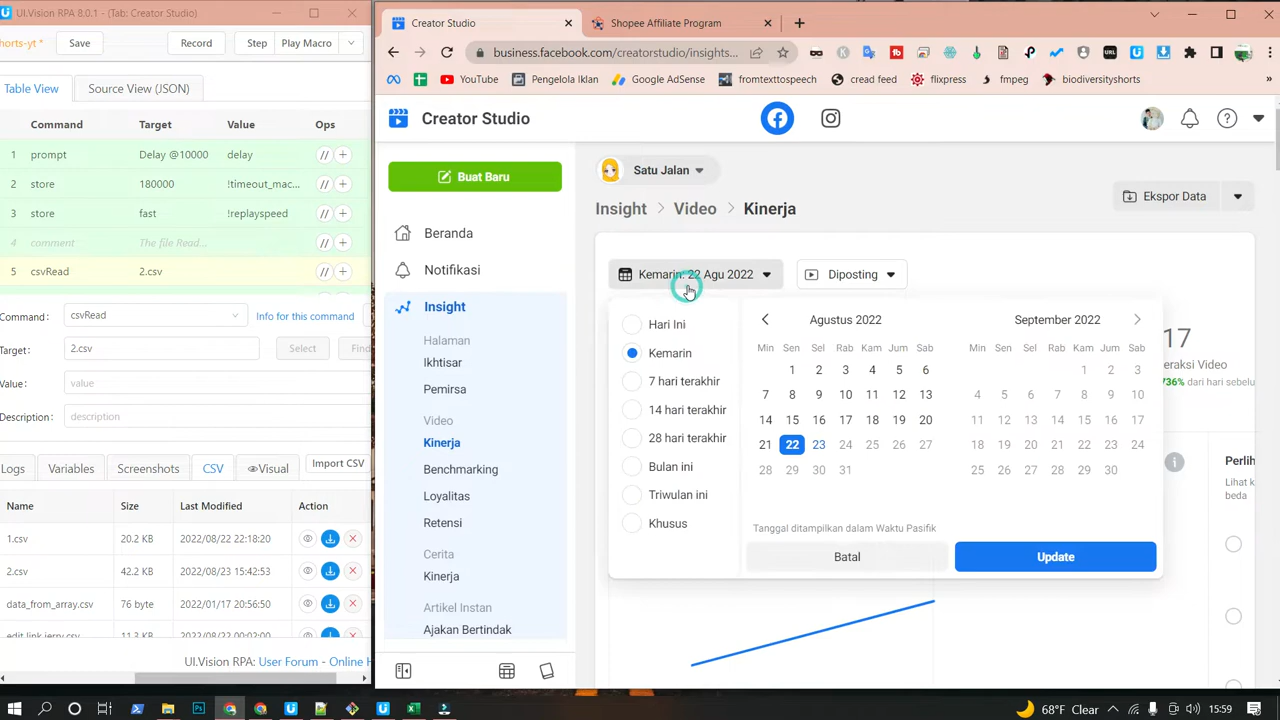 UI.Vision RPA 8.0.1 - (Tab: Creator Studio)
horts-yt *
Save
Record
Step
Play Macro
Table View
Source View (JSON)
Command Target Value Ops
1 prompt Delay @10000 delay // +
2 store 180000 !timeout_mac... // +
3 store fast !replayspeed // +
4 comment The file Read... // +
5 csvRead 2.csv // +
Command: csvRead Info for this command
Target: 2.csv Select Find
Value: value
Description: description
Logs Variables Screenshots CSV Visual Import CSV
Name Size Last Modified Action
1.csv 20.2 KB 2022/08/22 22:18:20
2.csv 42.2 KB 2022/08/23 15:42:53
data_from_array.csv 76 byte 2022/01/17 20:56:50
edit link jerry.csv 11.3 KB 2022/08/22 00:02:00
UI.Vision RPA: User Forum - Online H
Creator Studio
Shopee Affiliate Program
business.facebook.com/creatorstudio/insights...
YouTube
Pengelola Iklan
Google AdSense
fromtexttospeech
cread feed
flixpress
fmpeg
biodiversityshorts
»
Creator Studio
Buat Baru
Beranda
Notifikasi
Insight
Halaman
Ikhtisar
Pemirsa
Video
Kinerja
Benchmarking
Loyalitas
Retensi
Cerita
Kinerja
Artikel Instan
Ajakan Bertindak
Satu Jalan
Insight > Video > Kinerja
Ekspor Data
Kemarin: 22 Agu 2022
Diposting
Hari Ini
Kemarin
7 hari terakhir
14 hari terakhir
28 hari terakhir
Bulan ini
Triwulan ini
Khusus
Agustus 2022
Min Sen Sel Rab Kam Jum Sab
1 2 3 4 5 6
7 8 9 10 11 12 13
14 15 16 17 18 19 20
21 22 23 24 25 26 27
28 29 30 31
September 2022
Min Sen Sel Rab Kam Jum Sab
1 2 3
4 5 6 7 8 9 10
11 12 13 14 15 16 17
18 19 20 21 22 23 24
25 26 27 28 29 30
Tanggal ditampilkan dalam Waktu Pasifik
Batal
Update
17
eraksi Video
736% dari hari sebelu
Perlih
Lihat k
beda
68°F Clear
15:59